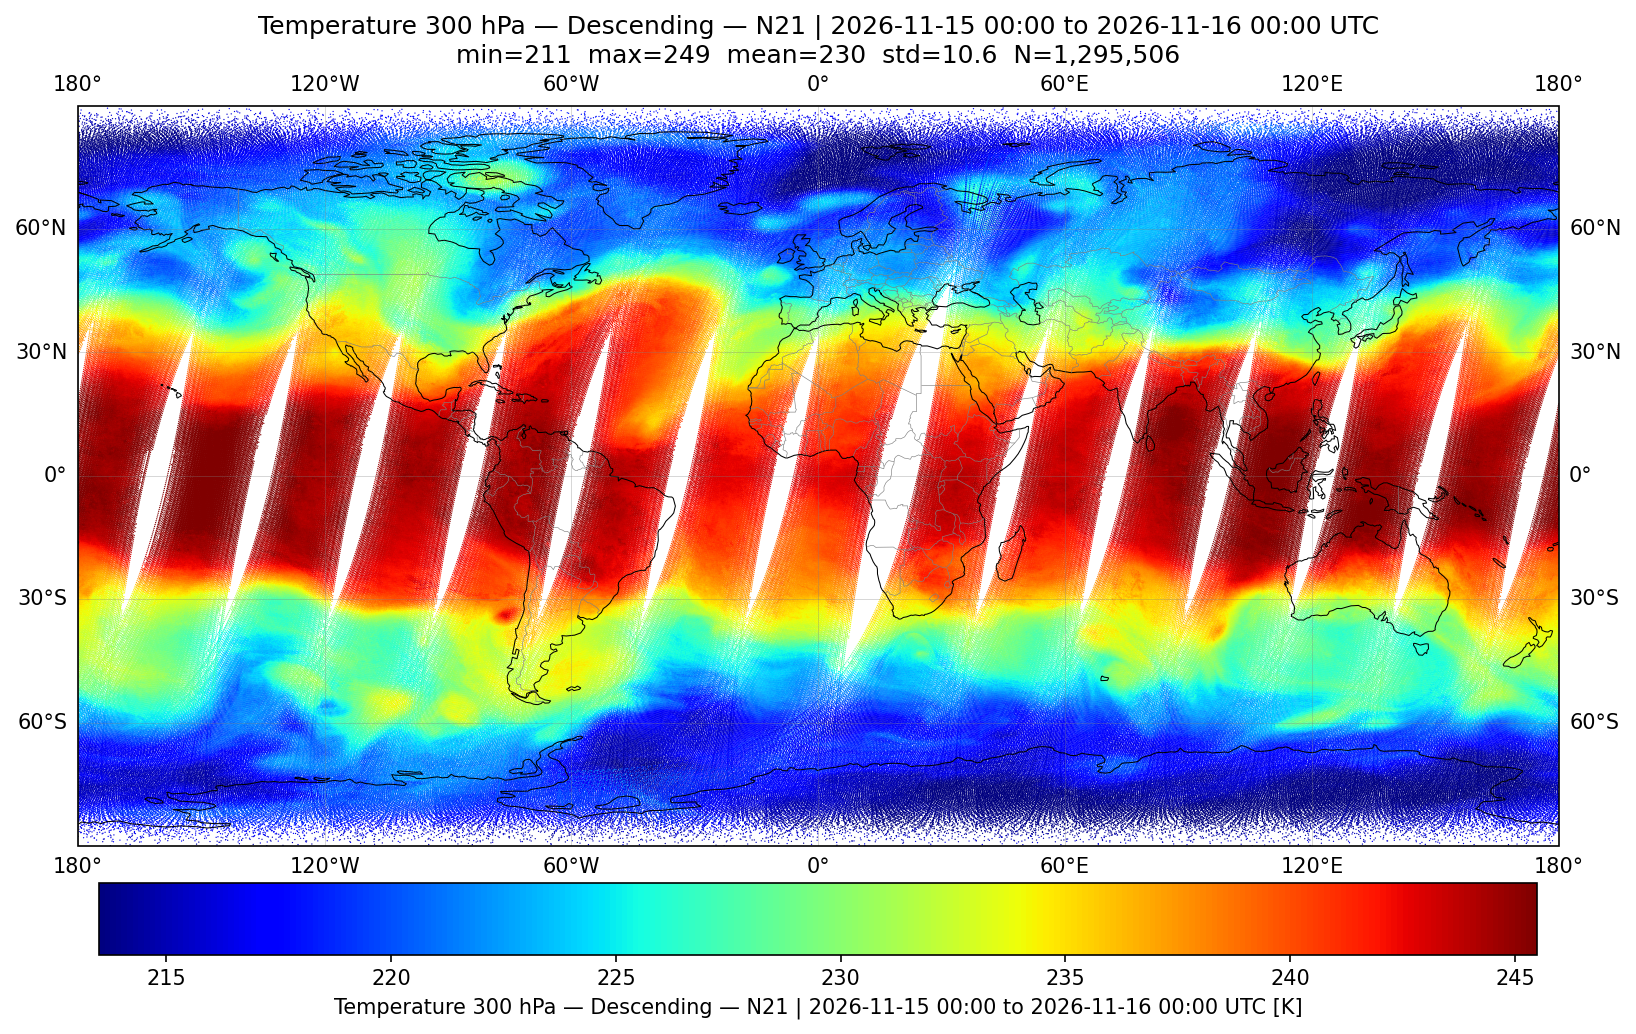 Temperature 300 hPa — Descending — N21 | 2026-11-15 00:00 to 2026-11-16 00:00 UTC
min=211  max=249  mean=230  std=10.6  N=1,295,506
180° 120°W 60°W 0° 60°E 120°E 180°
60°N 60°N
30°N 30°N
0° 0°
30°S 30°S
60°S 60°S
180° 120°W 60°W 0° 60°E 120°E 180°
215 220 225 230 235 240 245
Temperature 300 hPa — Descending — N21 | 2026-11-15 00:00 to 2026-11-16 00:00 UTC [K]